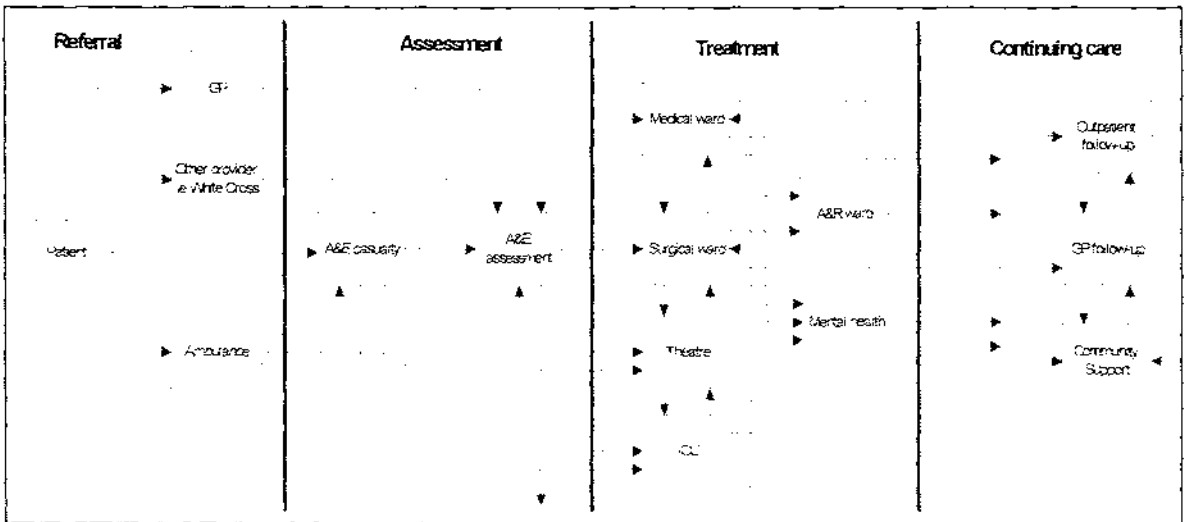 Referral
Assessment
Treatment
Continuing care
GP
Other provider
ie White Cross
Patient
Ambulance
A&E casualty
A&E
assessment
Medical ward
Surgical ward
Theatre
ICU
A&R ward
Mental health
Outpatient
follow-up
GP follow-up
Community
Support